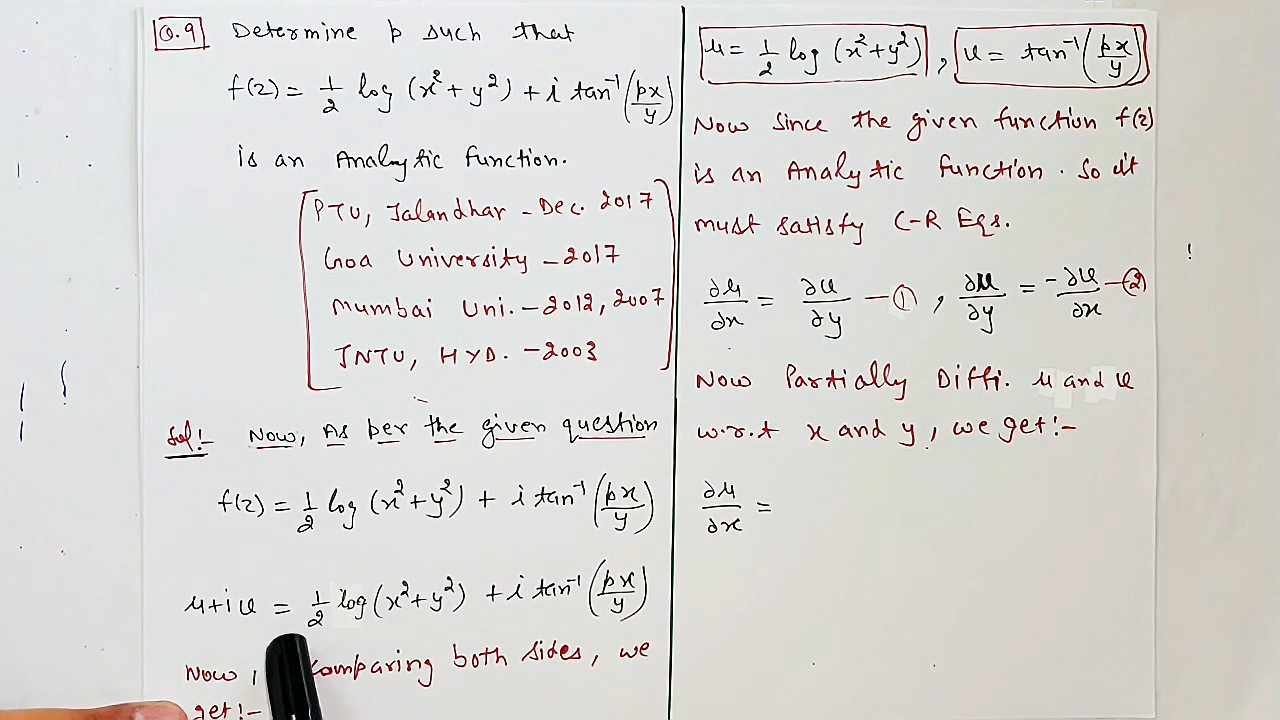 Q.9 Determine p such that
f(z) = 1/2 log (x² + y²) + i tan⁻¹ (px/y)
is an Analytic function.
PTU, Jalandhar - Dec. 2017
Goa University - 2017
Mumbai Uni. - 2012, 2007
JNTU, HYD. - 2003
Sol:- Now, As per the given question
f(z) = 1/2 log (x² + y²) + i tan⁻¹ (px/y)
u + i v = 1/2 log (x² + y²) + i tan⁻¹ (px/y)
Now, comparing both sides, we
get:-
u = 1/2 log (x² + y²) , v = tan⁻¹ (px/y)
Now Since the given function f(z)
is an Analytic function. So it
must satisfy C-R Eqs.
∂u/∂x = ∂v/∂y - ① , ∂u/∂y = -∂v/∂x - ②
Now Partially Diffi. u and v
w.r.t x and y, we get:-
∂u/∂x =